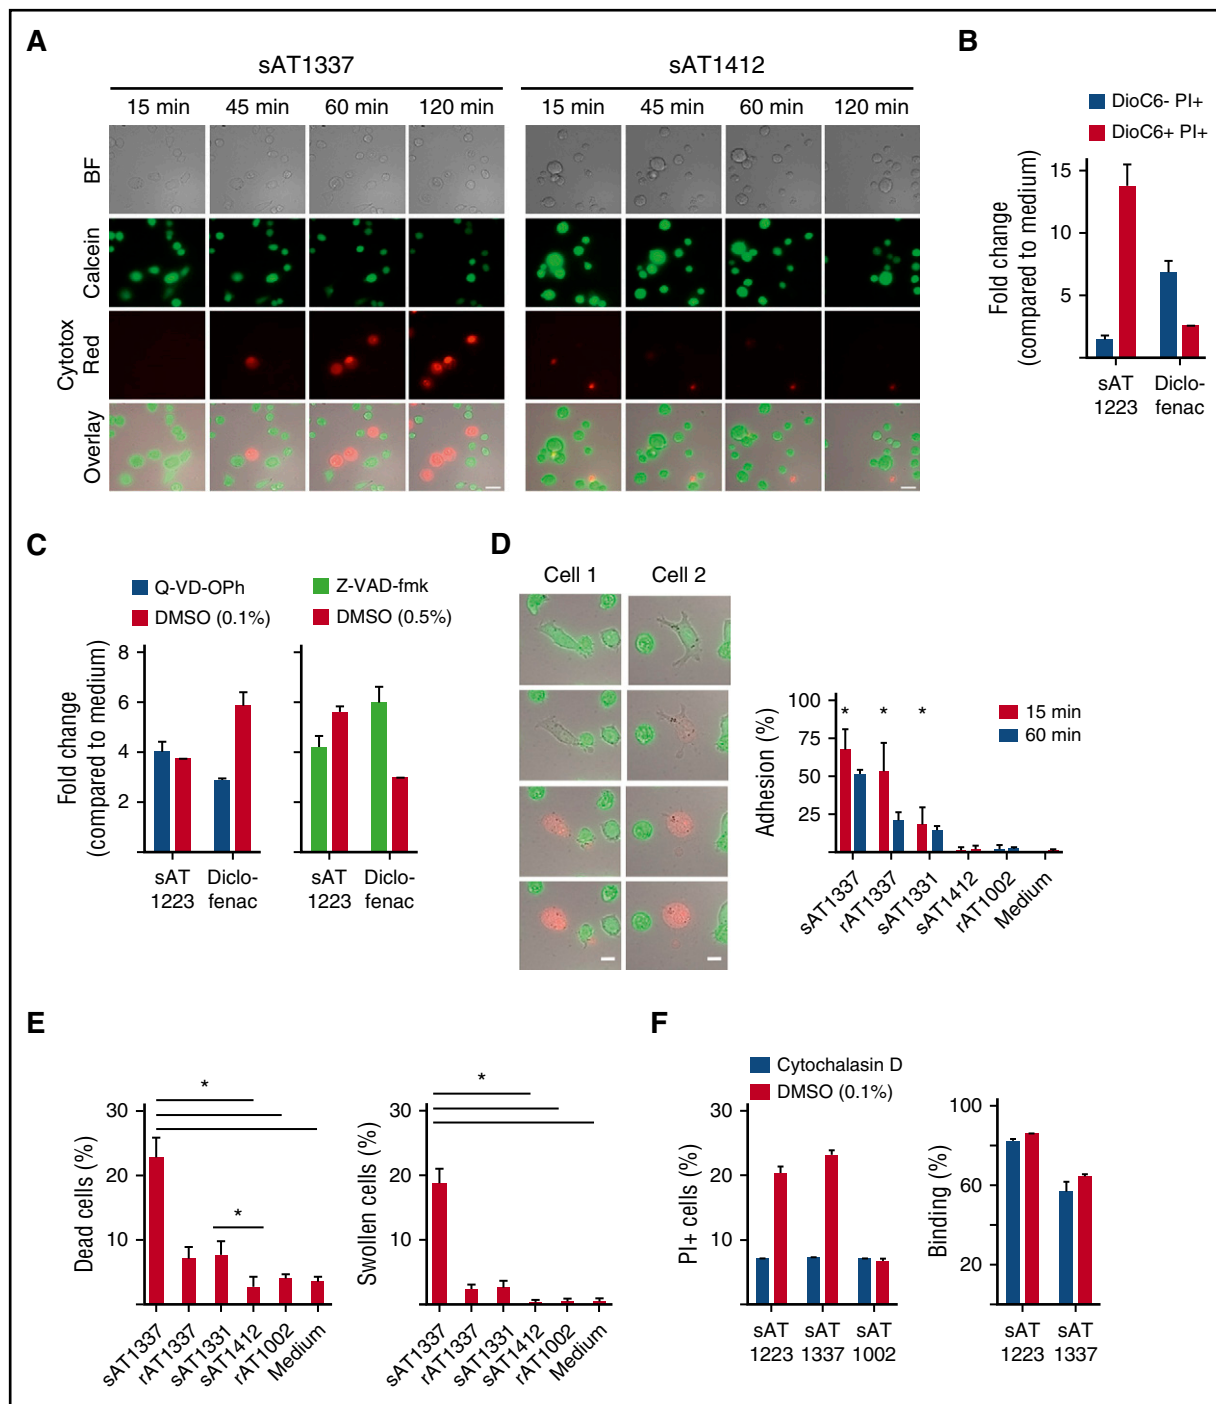 A
sAT1337
sAT1412
15 min 45 min 60 min 120 min
15 min 45 min 60 min 120 min
BF
Calcein
Cytotox
Red
Overlay
B
DioC6- PI+
DioC6+ PI+
Fold change
(compared to medium)
15
10
5
sAT
1223
Diclo-
fenac
C
Q-VD-OPh
DMSO (0.1%)
Z-VAD-fmk
DMSO (0.5%)
Fold change
(compared to medium)
8
6
4
2
sAT
1223
Diclo-
fenac
sAT
1223
Diclo-
fenac
D
Cell 1
Cell 2
Adhesion (%)
100
75
50
25
* * *
15 min
60 min
sAT1337
rAT1337
sAT1331
sAT1412
rAT1002
Medium
E
Dead cells (%)
30
20
10
*
*
sAT1337
rAT1337
sAT1331
sAT1412
rAT1002
Medium
Swollen cells (%)
30
20
10
*
sAT1337
rAT1337
sAT1331
sAT1412
rAT1002
Medium
F
Cytochalasin D
DMSO (0.1%)
PI+ cells (%)
30
20
10
sAT
1223
sAT
1337
sAT
1002
Binding (%)
100
60
20
sAT
1223
sAT
1337